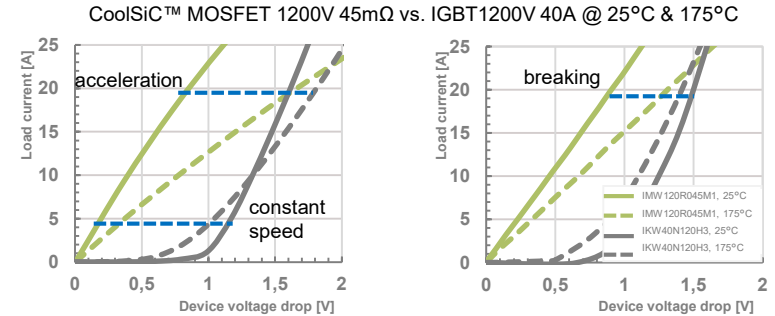 CoolSiC™ MOSFET 1200V 45mΩ vs. IGBT1200V 40A @ 25°C & 175°C
Load current [A]
25
20
15
10
5
0
acceleration
constant
speed
0 0,5 1 1,5 2
Device voltage drop [V]
Load current [A]
25
20
15
10
5
0
breaking
IMW120R045M1, 25°C
IMW120R045M1, 175°C
IKW40N120H3, 25°C
IKW40N120H3, 175°C
0 0,5 1 1,5 2
Device voltage drop [V]